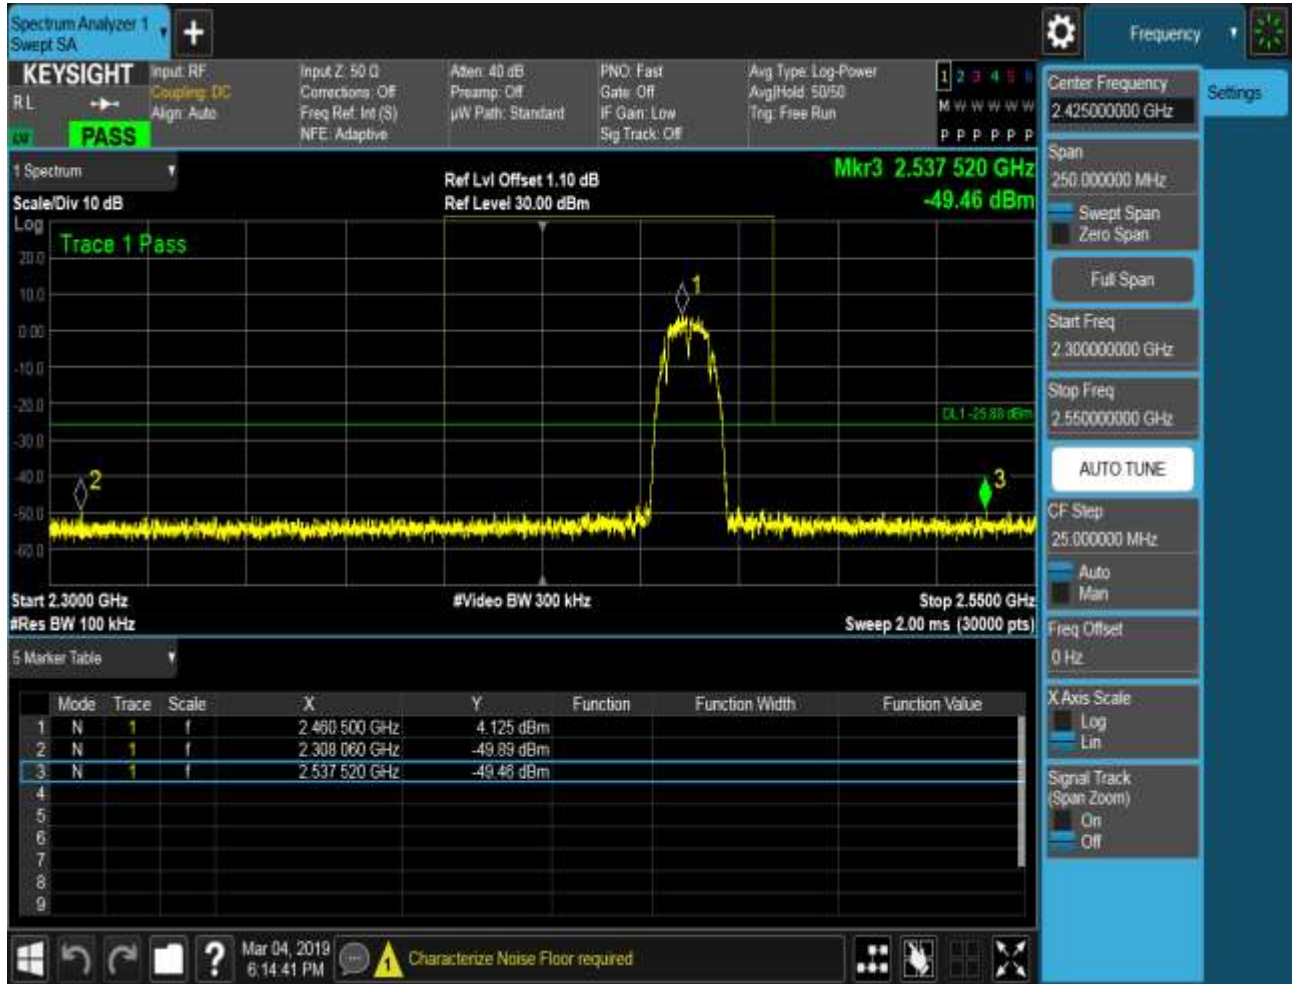 Spectrum Analyzer 1
Swept SA
+
Frequency
KEYSIGHT
R L
PASS
Input: RF
Coupling: DC
Align: Auto
Input Z: 50 Ω
Corrections: Off
Freq Ref: Int (S)
NFE: Adaptive
Atten: 40 dB
Preamp: Off
µW Path: Standard
PNO: Fast
Gate: Off
IF Gain: Low
Sig Track: Off
Avg Type: Log-Power
Avg|Hold: 50/50
Trig: Free Run
1 2 3 4 5 6
M W W W W W
P P P P P P
Center Frequency
2.425000000 GHz
Settings
Span
250.000000 MHz
Swept Span
Zero Span
Full Span
Start Freq
2.300000000 GHz
Stop Freq
2.550000000 GHz
AUTO TUNE
CF Step
25.000000 MHz
Auto
Man
Freq Offset
0 Hz
X Axis Scale
Log
Lin
Signal Track
(Span Zoom)
On
Off
1 Spectrum
Scale/Div 10 dB
Ref Lvl Offset 1.10 dB
Ref Level 30.00 dBm
Mkr3 2.537 520 GHz
-49.46 dBm
Log
Trace 1 Pass
20.0
10.0
0.00
-10.0
-20.0
-30.0
-40.0
-50.0
-60.0
1
2
3
DL1 -25.88 dBm
Start 2.3000 GHz
#Video BW 300 kHz
Stop 2.5500 GHz
#Res BW 100 kHz
Sweep 2.00 ms (30000 pts)
5 Marker Table
Mode Trace Scale X Y Function Function Width Function Value
1 N 1 f 2.460 500 GHz 4.125 dBm
2 N 1 f 2.308 060 GHz -49.89 dBm
3 N 1 f 2.537 520 GHz -49.46 dBm
4
5
6
7
8
9
?
Mar 04, 2019
6:14:41 PM
1
Characterize Noise Floor required